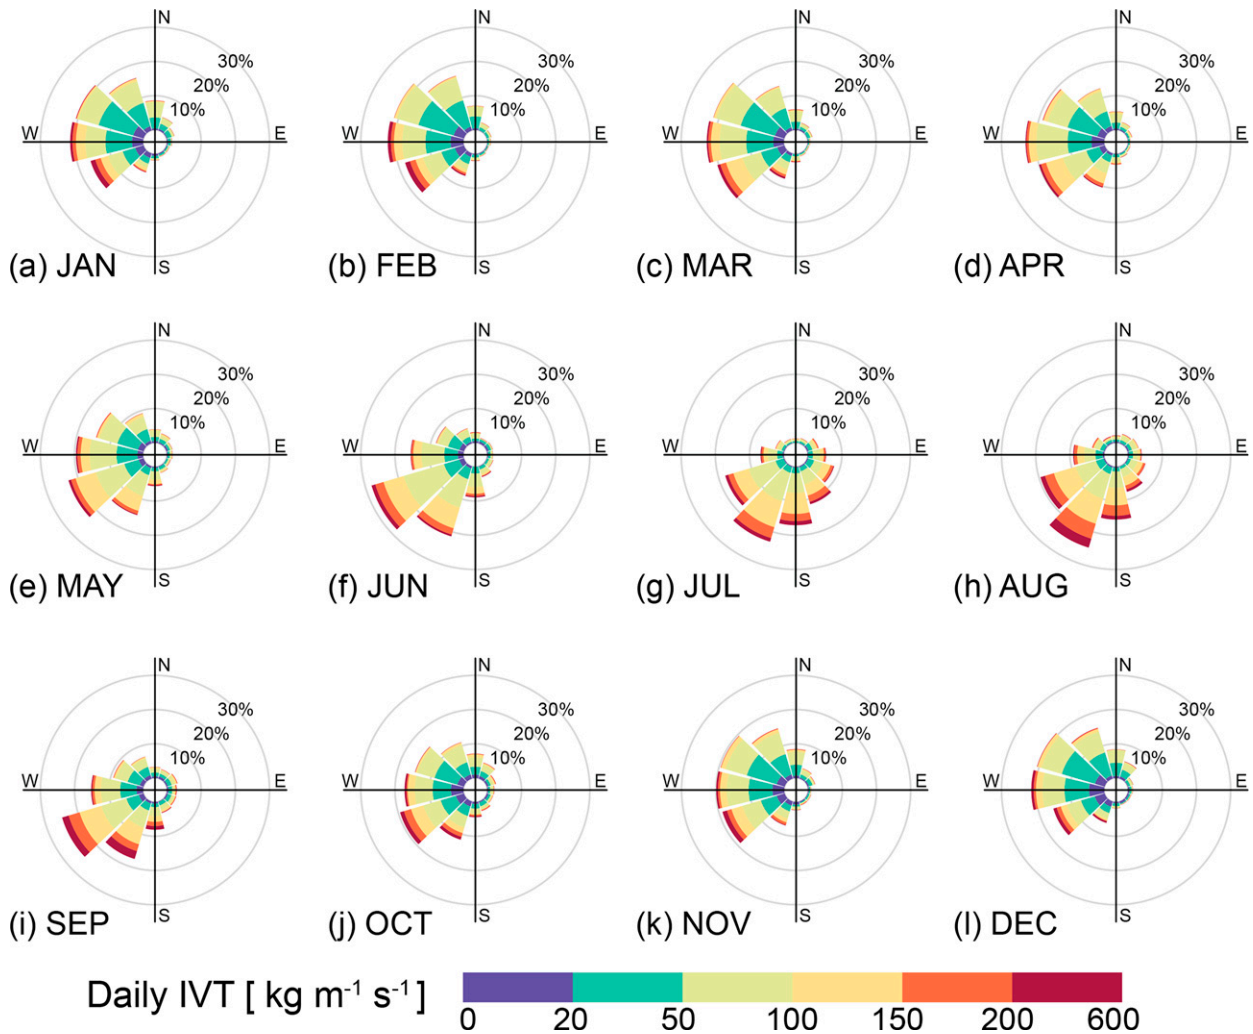 N N N N
30% 30% 30% 30%
20% 20% 20% 20%
10% 10% 10% 10%
W E W E W E W E
S S S S
(a) JAN (b) FEB (c) MAR (d) APR
N N N N
30% 30% 30% 30%
20% 20% 20% 20%
10% 10% 10% 10%
W E W E W E W E
S S S S
(e) MAY (f) JUN (g) JUL (h) AUG
N N N N
30% 30% 30% 30%
20% 20% 20% 20%
10% 10% 10% 10%
W E W E W E W E
S S S S
(i) SEP (j) OCT (k) NOV (l) DEC
Daily IVT [ kg m⁻¹ s⁻¹ ]
0 20 50 100 150 200 600